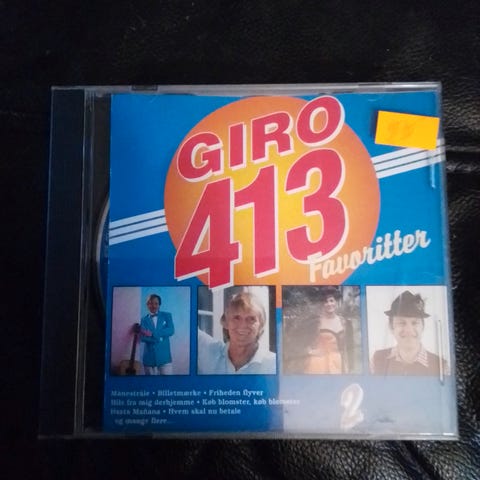 GIRO
413
Favoritter
Månestråle • Billetmærke • Friheden flyver
Hils fra mig derhjemme • Køb blomster, køb blomster
Hasta Mañana • Hvem skal nu betale
og mange flere...
2